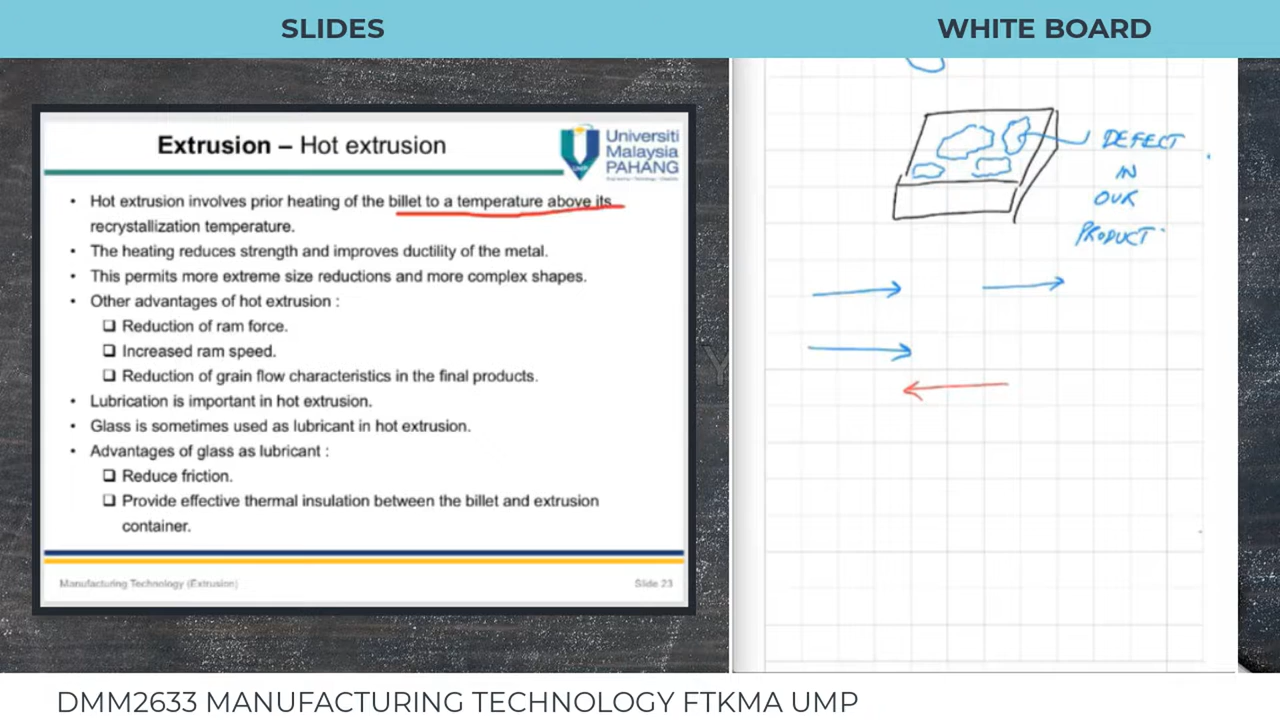 SLIDES
WHITE BOARD
Extrusion – Hot extrusion
Universiti
Malaysia
PAHANG
• Hot extrusion involves prior heating of the billet to a temperature above its
recrystallization temperature.
• The heating reduces strength and improves ductility of the metal.
• This permits more extreme size reductions and more complex shapes.
• Other advantages of hot extrusion :
❑ Reduction of ram force.
❑ Increased ram speed.
❑ Reduction of grain flow characteristics in the final products.
• Lubrication is important in hot extrusion.
• Glass is sometimes used as lubricant in hot extrusion.
• Advantages of glass as lubricant :
❑ Reduce friction.
❑ Provide effective thermal insulation between the billet and extrusion
container.
Manufacturing Technology (Extrusion)
Slide 23
DEFECT
IN
OUR
PRODUCT
DMM2633 MANUFACTURING TECHNOLOGY FTKMA UMP